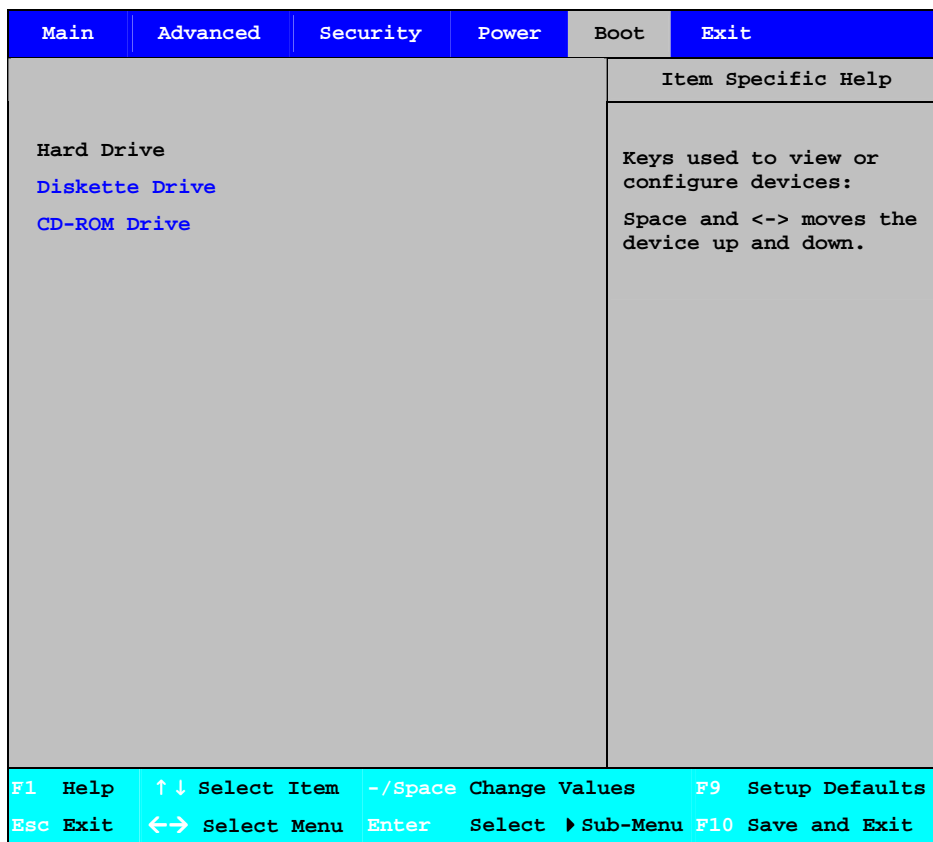 Main Advanced Security Power Boot Exit
Item Specific Help
Hard Drive
Diskette Drive
CD-ROM Drive
Keys used to view or
configure devices:
Space and <-> moves the
device up and down.
F1 Help ↑↓ Select Item -/Space Change Values F9 Setup Defaults
Esc Exit ←→ Select Menu Enter Select ▶Sub-Menu F10 Save and Exit